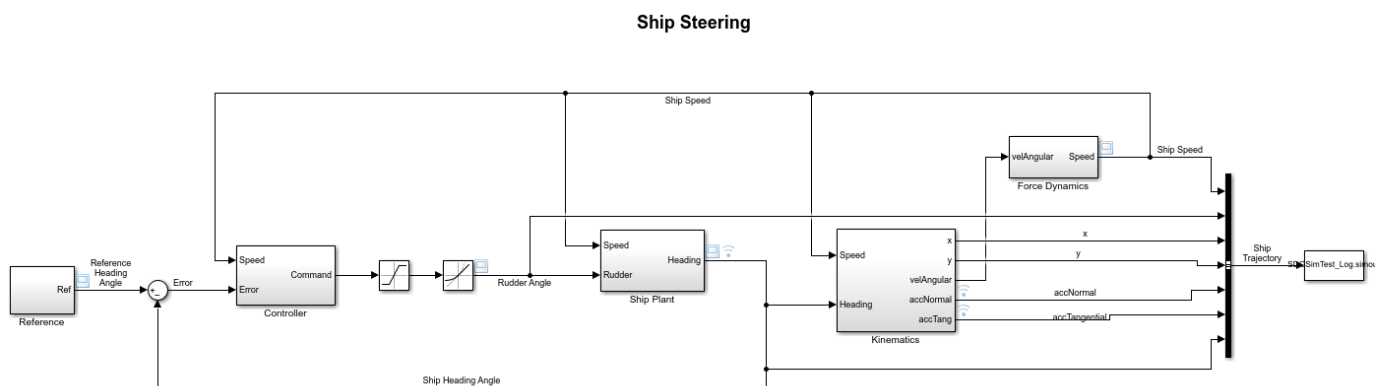 Ship Steering
Ship Speed
velAngular
Speed
Ship Speed
Force Dynamics
Speed
Error
Command
Controller
Reference
Heading
Angle
Ref
Reference
Error
+
−
Rudder Angle
Speed
Rudder
Heading
Ship Plant
Speed
Heading
x
y
velAngular
accNormal
accTang
Kinematics
x
y
accNormal
accTangential
Ship
Trajectory
SimTest_Log.simou
Ship Heading Angle